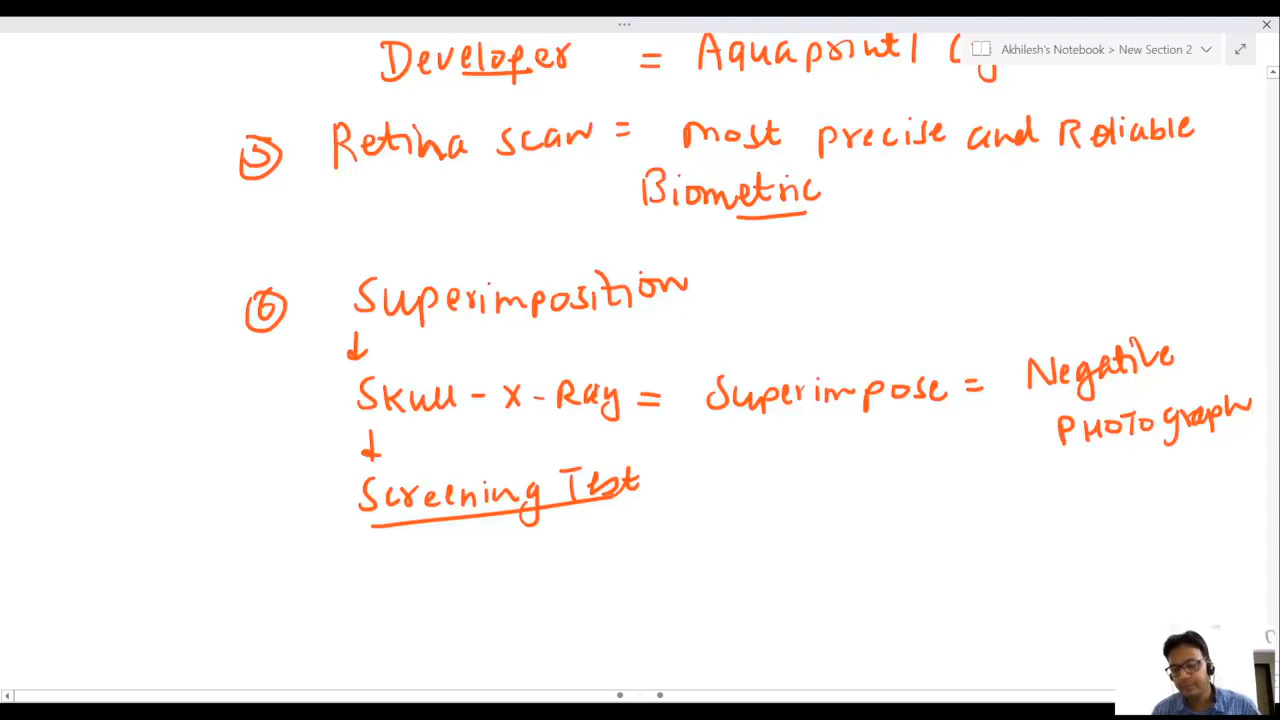 Akhilesh's Notebook > New Section 2
Developer = Aquaprint
5 Retina scan = most precise and Reliable
Biometric
6 Superimposition
↓
Skull - X - Ray = Superimpose = Negative
PHOTOgraph
↓
Screening Test